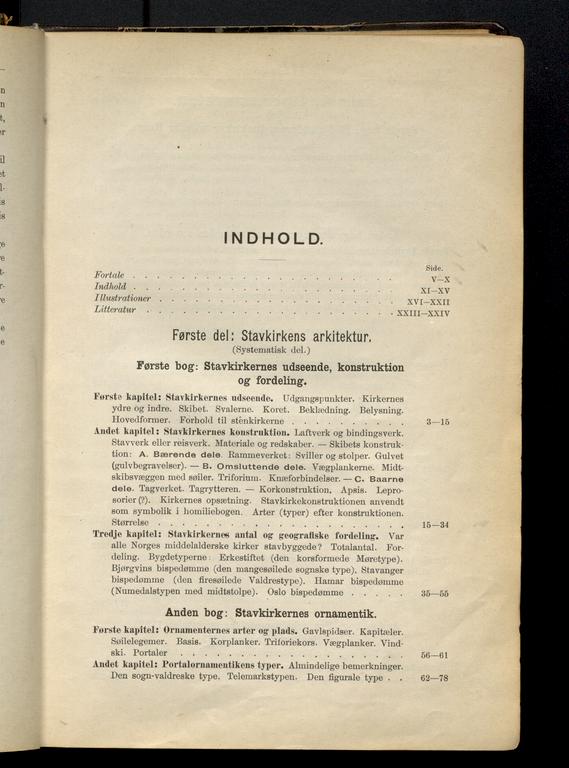 n
n
t,
er
il
et
l-
is
is
e
e
t-
r-
e
e
e
INDHOLD.
Side.
Fortale . . . . . . . . . . . . . . . . . . . V—X
Indhold . . . . . . . . . . . . . . . . . . . XI—XV
Illustrationer . . . . . . . . . . . . . . . . . XVI—XXII
Litteratur . . . . . . . . . . . . . . . . . . XXIII—XXIV
Første del: Stavkirkens arkitektur.
(Systematisk del.)
Første bog: Stavkirkernes udseende, konstruktion
og fordeling.
Første kapitel: Stavkirkernes udseende. Udgangspunkter. Kirkernes
ydre og indre. Skibet. Svalerne. Koret. Beklædning. Belysning.
Hovedformer. Forhold til stenkirkerne . . . . . . . . . 3—15
Andet kapitel: Stavkirkernes konstruktion. Laftverk og bindingsverk.
Stavverk eller reisverk. Materiale og redskaber. — Skibets konstruk-
tion: A. Bærende dele. Rammeverket: Sviller og stolper. Gulvet
(gulvbegravelser). — B. Omsluttende dele. Vægplankerne. Midt-
skibsvæggen med søiler. Triforium. Knæforbindelser. — C. Baarne
dele. Tagverket. Tagrytteren. — Korkonstruktion, Apsis. Lepro-
sorier (?). Kirkernes opsætning. Stavkirkekonstruktionen anvendt
som symbolik i homiliebogen. Arter (typer) efter konstruktionen.
Størrelse . . . . . . . . . . . . . . . . . . . 15—34
Tredje kapitel: Stavkirkernes antal og geografiske fordeling. Var
alle Norges middelalderske kirker stavbyggede? Totalantal. For-
deling. Bygdetyperne: Erkestiftet (den korsformede Møretype).
Bjørgvins bispedømme (den mangesøilede sognske type). Stavanger
bispedømme (den firesøilede Valdrestype). Hamar bispedømme
(Numedalstypen med midtstolpe). Oslo bispedømme . . . . . 35—55
Anden bog: Stavkirkernes ornamentik.
Første kapitel: Ornamenternes arter og plads. Gavlspidser. Kapitæler.
Søilelegemer. Basis. Korplanker. Triforiekors. Vægplanker. Vind-
ski. Portaler . . . . . . . . . . . . . . . . . 56—61
Andet kapitel: Portalornamentikens typer. Almindelige bemerkninger.
Den sogn-valdreske type. Telemarkstypen. Den figurale type . . 62—78